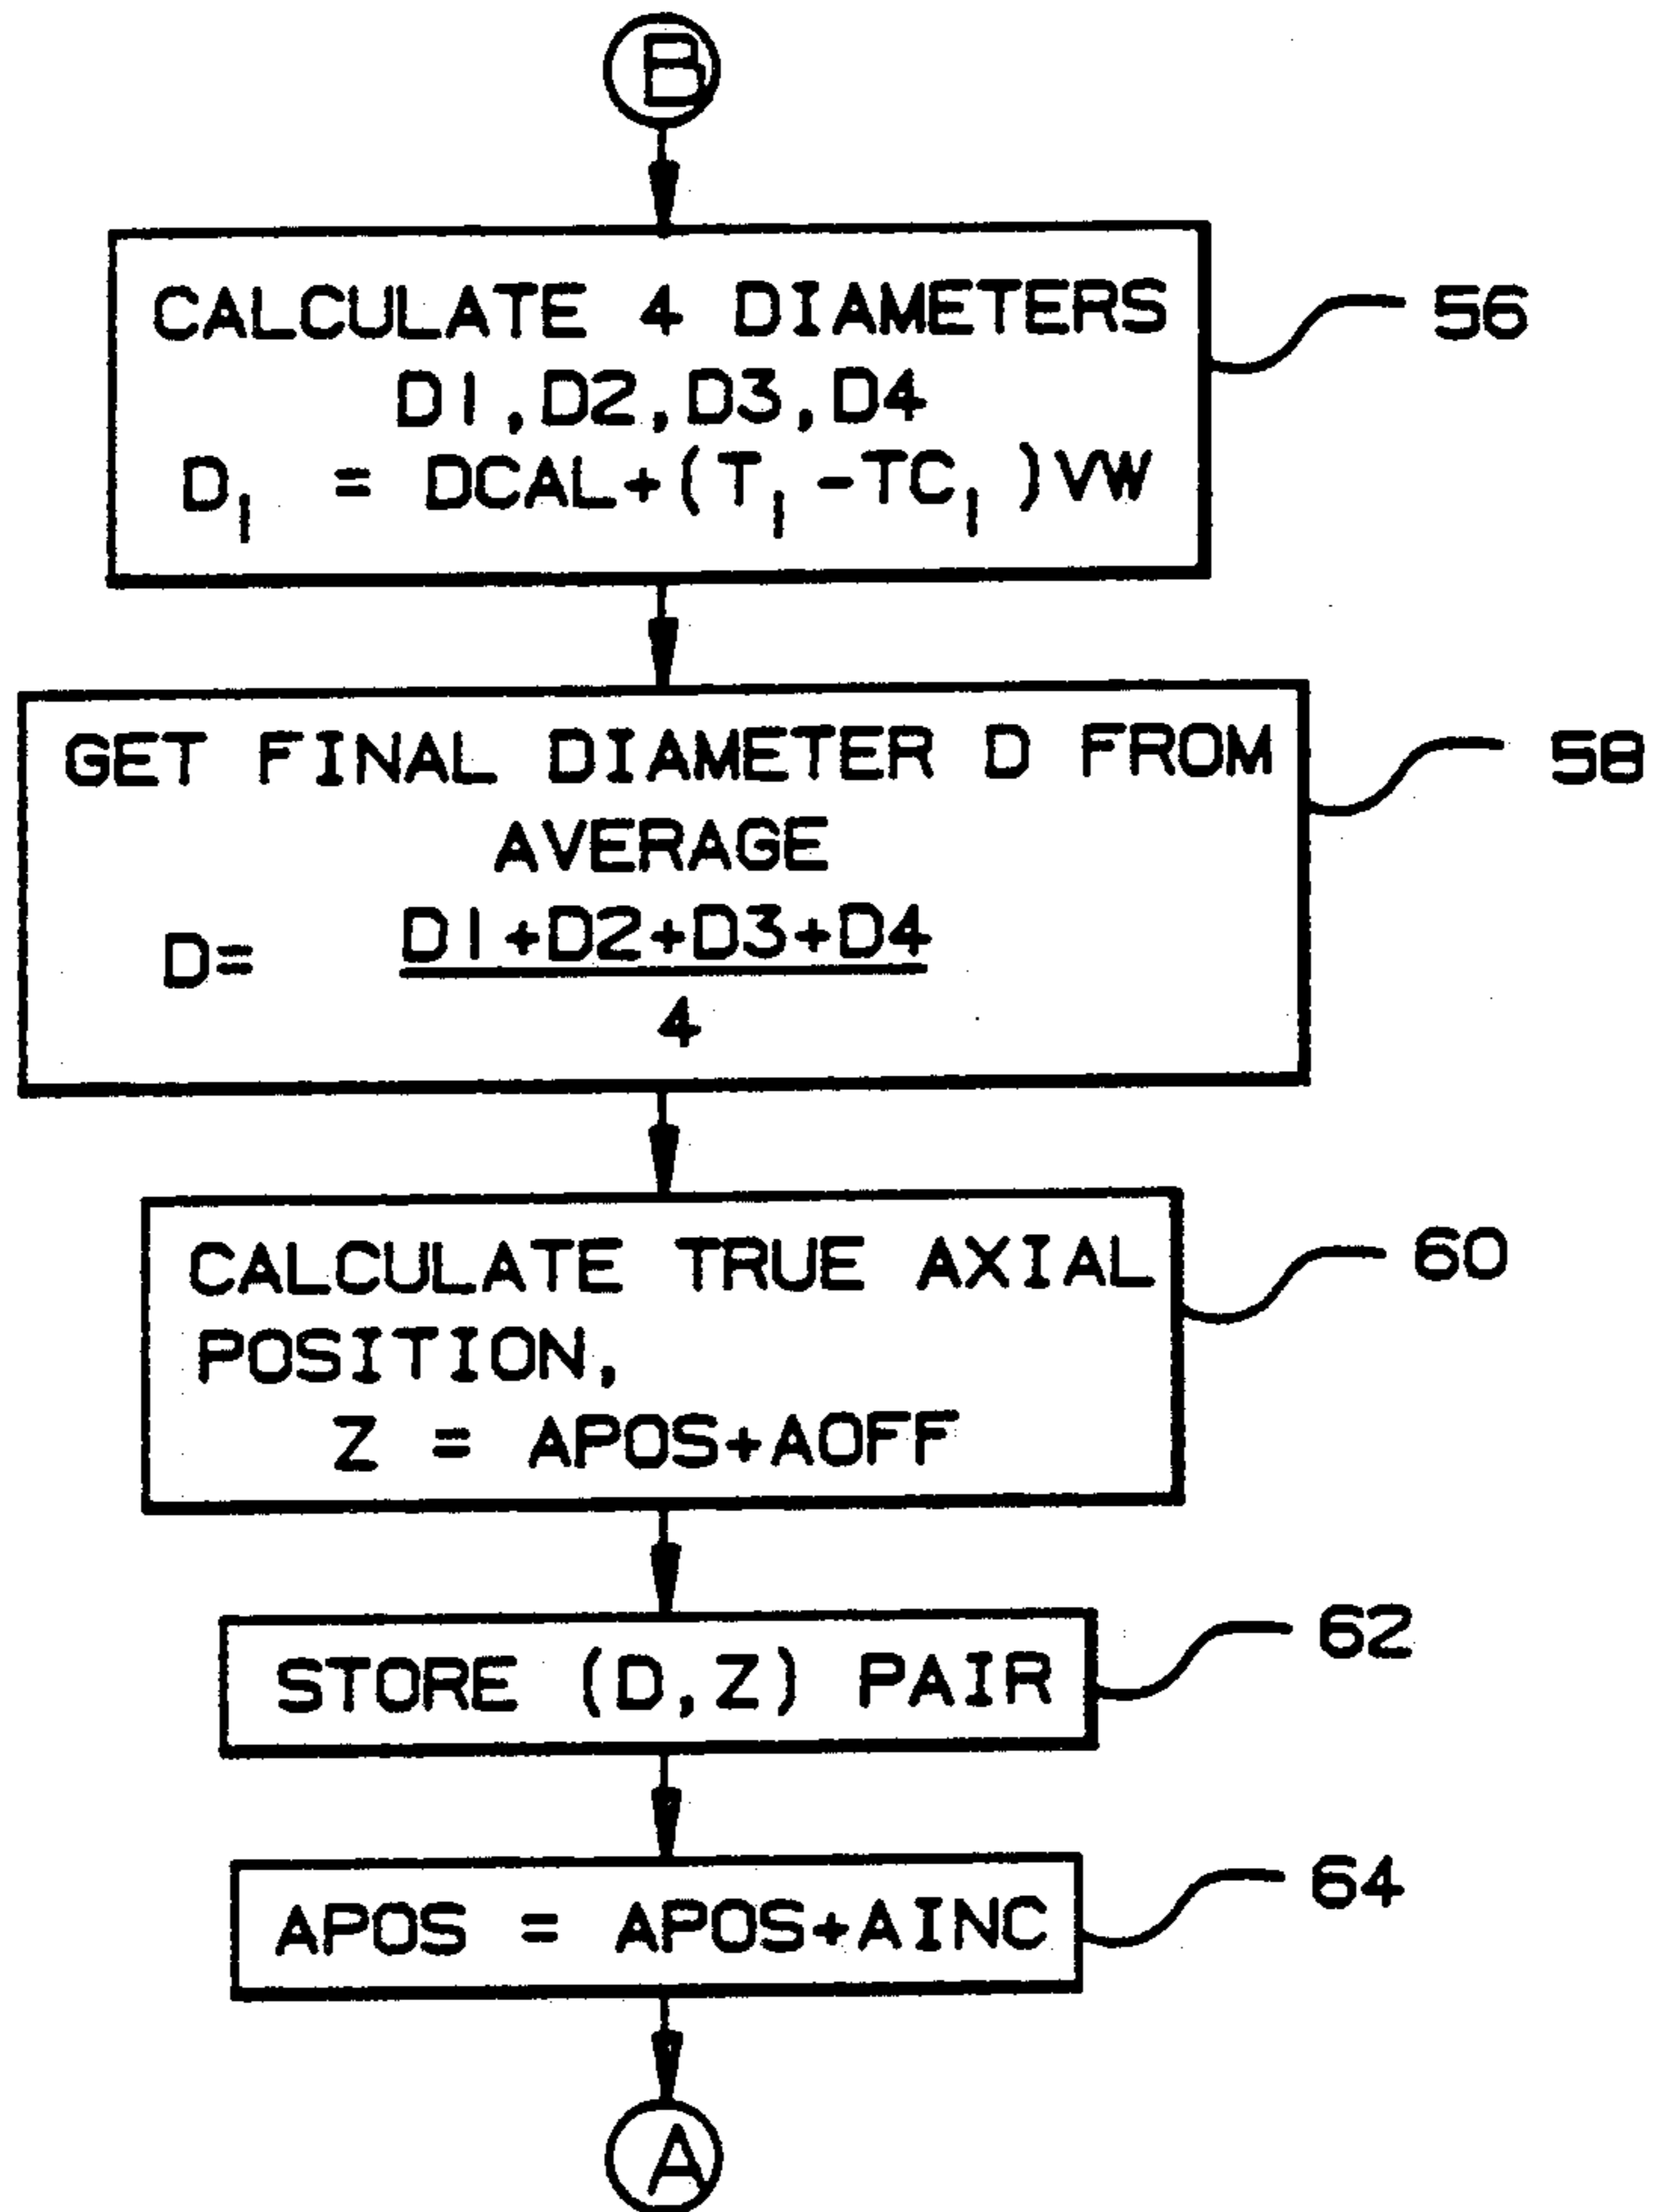 B
CALCULATE 4 DIAMETERS
D1,D2,D3,D4
D₁ = DCAL+(T₁-TC₁)VW
56
GET FINAL DIAMETER D FROM
AVERAGE
D= D1+D2+D3+D4
4
58
CALCULATE TRUE AXIAL
POSITION,
Z = APOS+AOFF
60
STORE (D,Z) PAIR
62
APOS = APOS+AINC
64
A